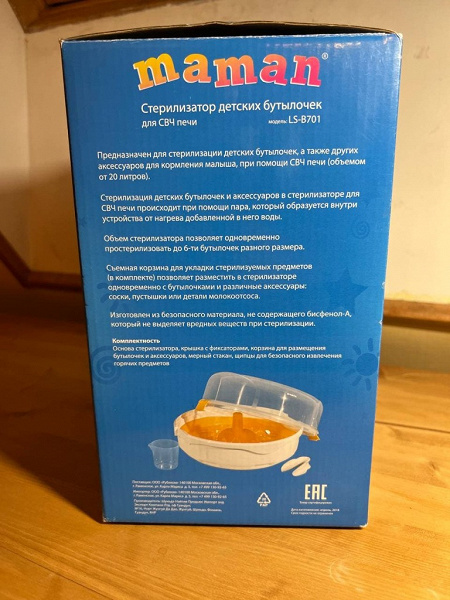 maman®
Стерилизатор детских бутылочек
для СВЧ печи модель: LS-B701
Предназначен для стерилизации детских бутылочек, а также других
аксессуаров для кормления малыша, при помощи СВЧ печи (объемом
от 20 литров).
Стерилизация детских бутылочек и аксессуаров в стерилизаторе для
СВЧ печи происходит при помощи пара, который образуется внутри
устройства от нагрева добавленной в него воды.
Объем стерилизатора позволяет одновременно
простерилизовать до 6-ти бутылочек разного размера.
Съемная корзина для укладки стерилизуемых предметов
(в комплекте) позволяет разместить в стерилизаторе
одновременно с бутылочками и различные аксессуары:
соски, пустышки или детали молокоотсоса.
Изготовлен из безопасного материала, не содержащего бисфенол-А,
который не выделяет вредных веществ при стерилизации.
Комплектность
Основа стерилизатора, крышка с фиксаторами, корзина для размещения
бутылочек и аксессуаров, мерный стакан, щипцы для безопасного извлечения
горячих предметов
EAC